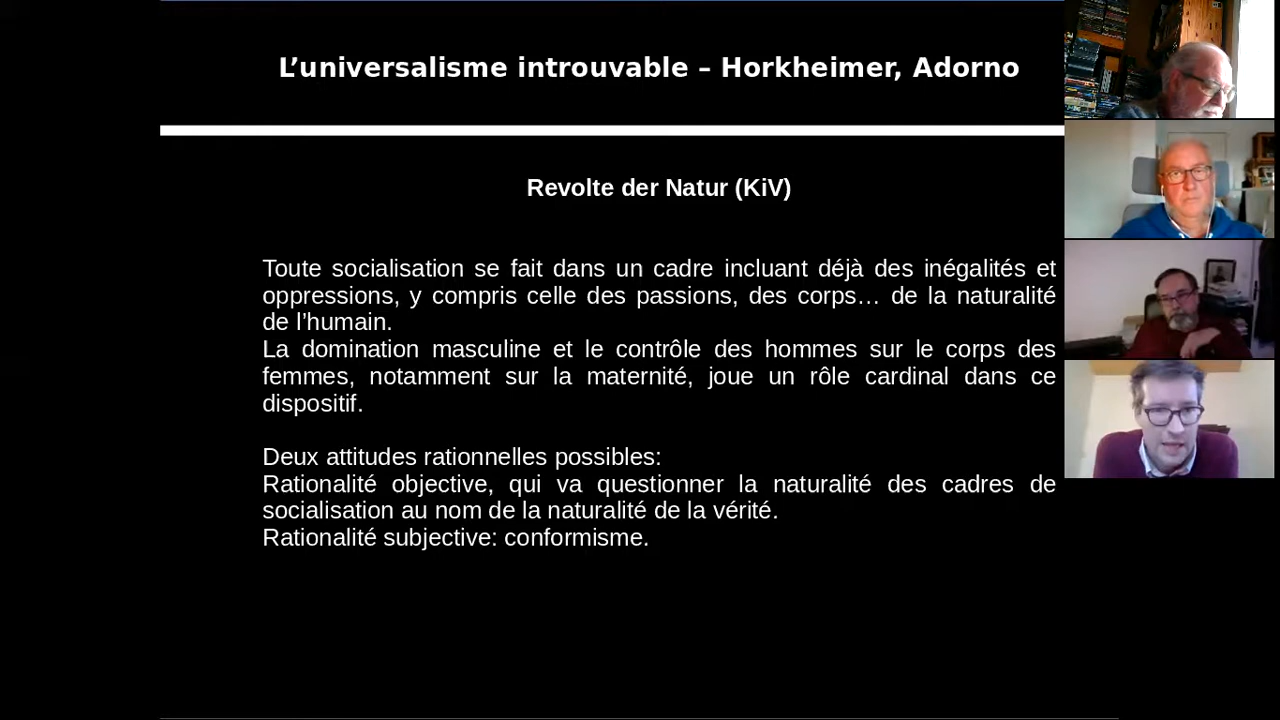 L’universalisme introuvable – Horkheimer, Adorno
Revolte der Natur (KiV)
Toute socialisation se fait dans un cadre incluant déjà des inégalités et
oppressions, y compris celle des passions, des corps… de la naturalité
de l’humain.
La domination masculine et le contrôle des hommes sur le corps des
femmes, notamment sur la maternité, joue un rôle cardinal dans ce
dispositif.
Deux attitudes rationnelles possibles:
Rationalité objective, qui va questionner la naturalité des cadres de
socialisation au nom de la naturalité de la vérité.
Rationalité subjective: conformisme.